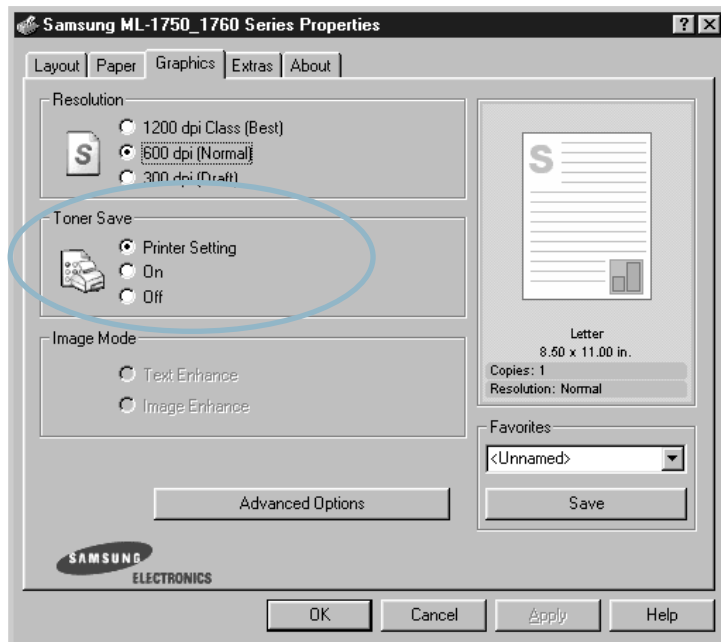 Samsung ML-1750_1760 Series Properties
Layout Paper Graphics Extras About
Resolution
1200 dpi Class (Best)
600 dpi (Normal)
300 dpi (Draft)
Toner Save
Printer Setting
On
Off
Image Mode
Text Enhance
Image Enhance
Advanced Options
S
S
Letter
8.50 x 11.00 in.
Copies: 1
Resolution: Normal
Favorites
<Unnamed>
Save
SAMSUNG
ELECTRONICS
OK Cancel Apply Help